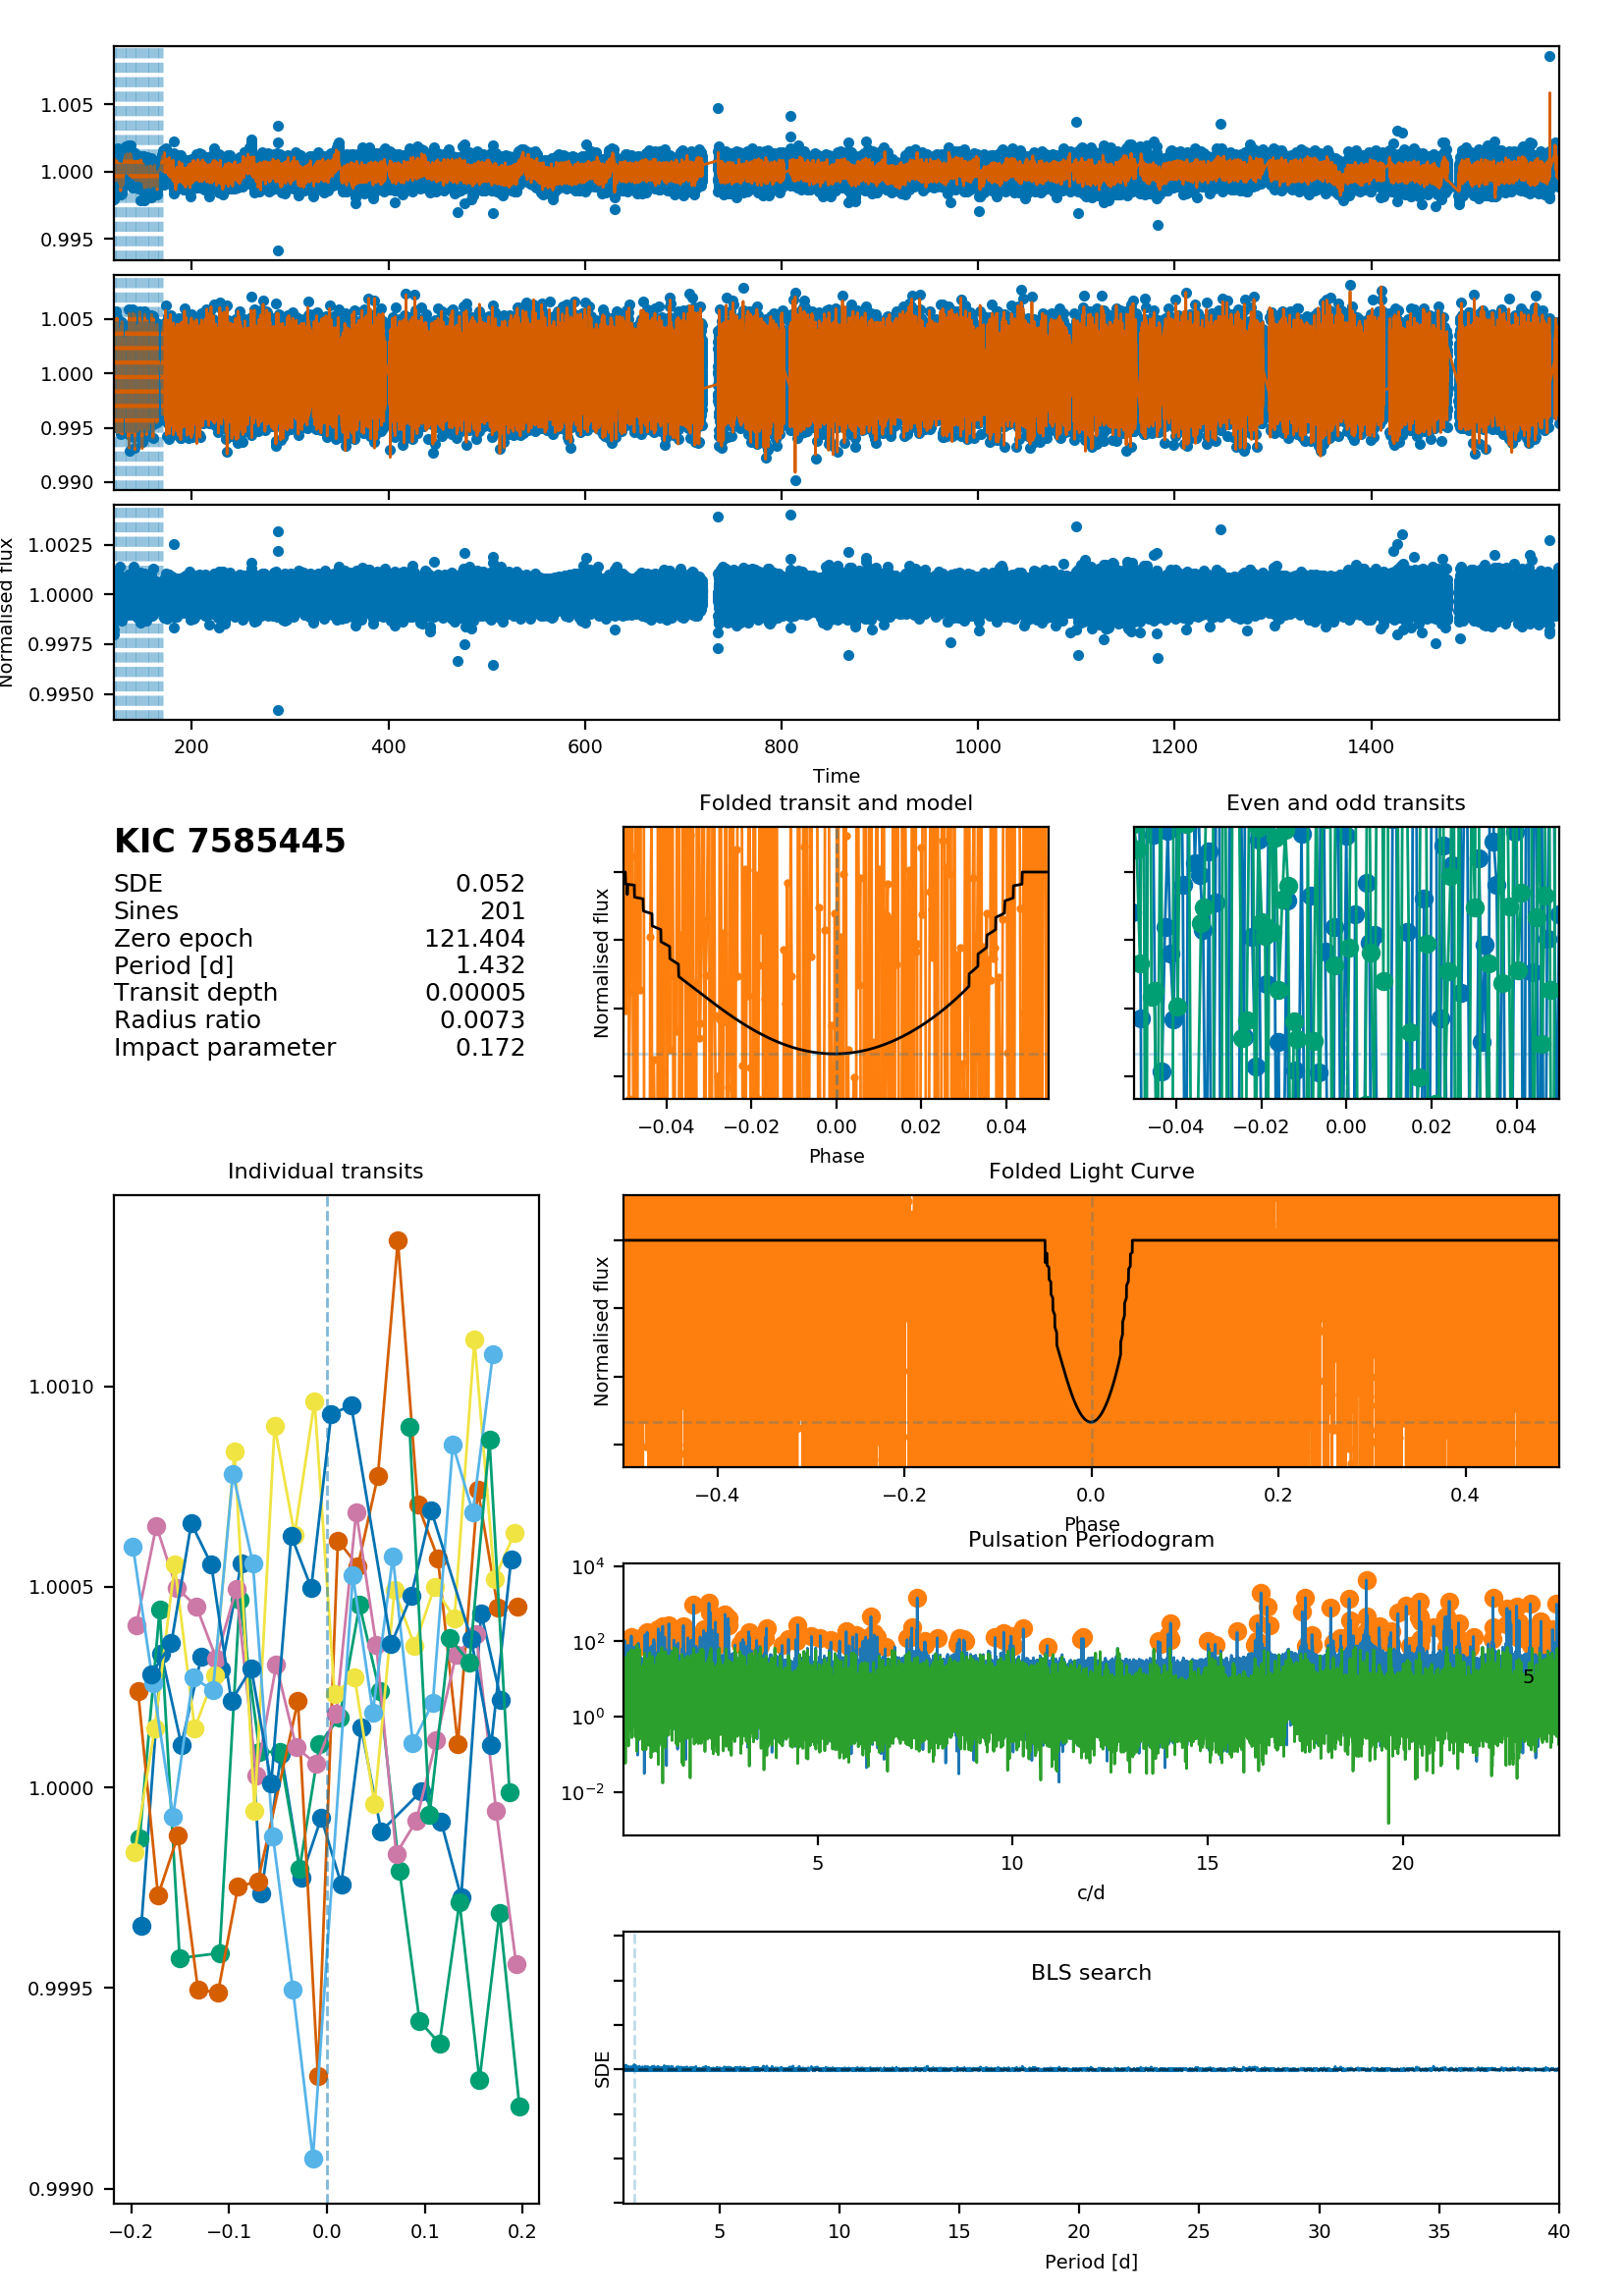 1.005
1.000
0.995
1.005
1.000
0.995
0.990
Normalised flux
1.0025
1.0000
0.9975
0.9950
200 400 600 800 1000 1200 1400
Time
KIC 7585445
SDE 0.052
Sines 201
Zero epoch 121.404
Period [d] 1.432
Transit depth 0.00005
Radius ratio 0.0073
Impact parameter 0.172
Folded transit and model
Normalised flux
−0.04 −0.02 0.00 0.02 0.04
Phase
Even and odd transits
−0.04 −0.02 0.00 0.02 0.04
Individual transits
1.0010
1.0005
1.0000
0.9995
0.9990
−0.2 −0.1 0.0 0.1 0.2
Folded Light Curve
Normalised flux
−0.4 −0.2 0.0 0.2 0.4
Phase
Pulsation Periodogram
10⁴
10²
10⁰
10⁻²
5
5 10 15 20
c/d
BLS search
SDE
5 10 15 20 25 30 35 40
Period [d]